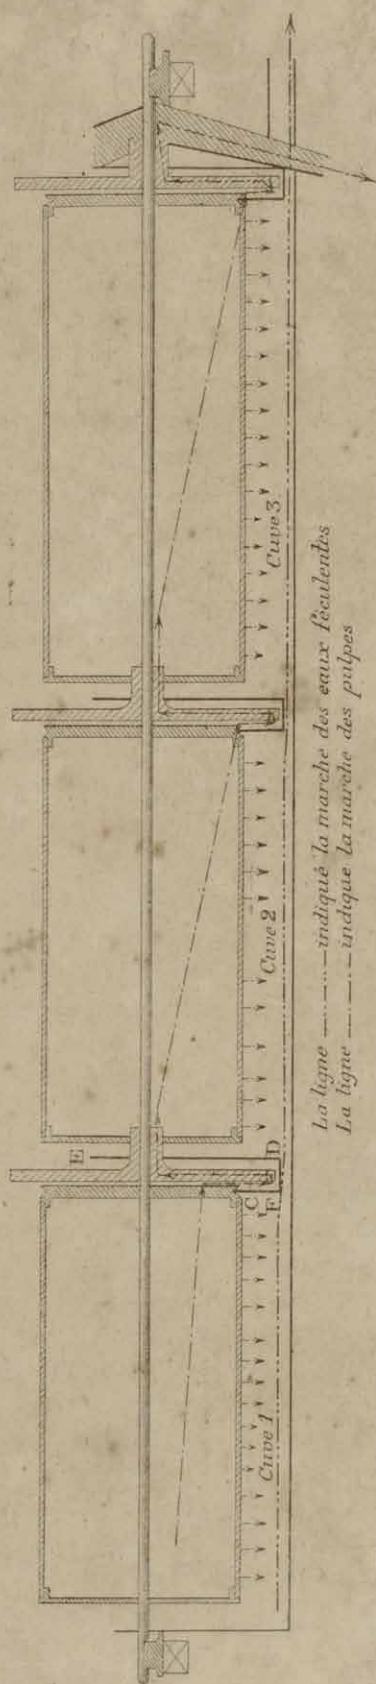 Cuve 1
Cuve 2
Cuve 3
E
D
C
F
La ligne —..—..— indique la marche des eaux féculentes
La ligne —.—.— indique la marche des pulpes